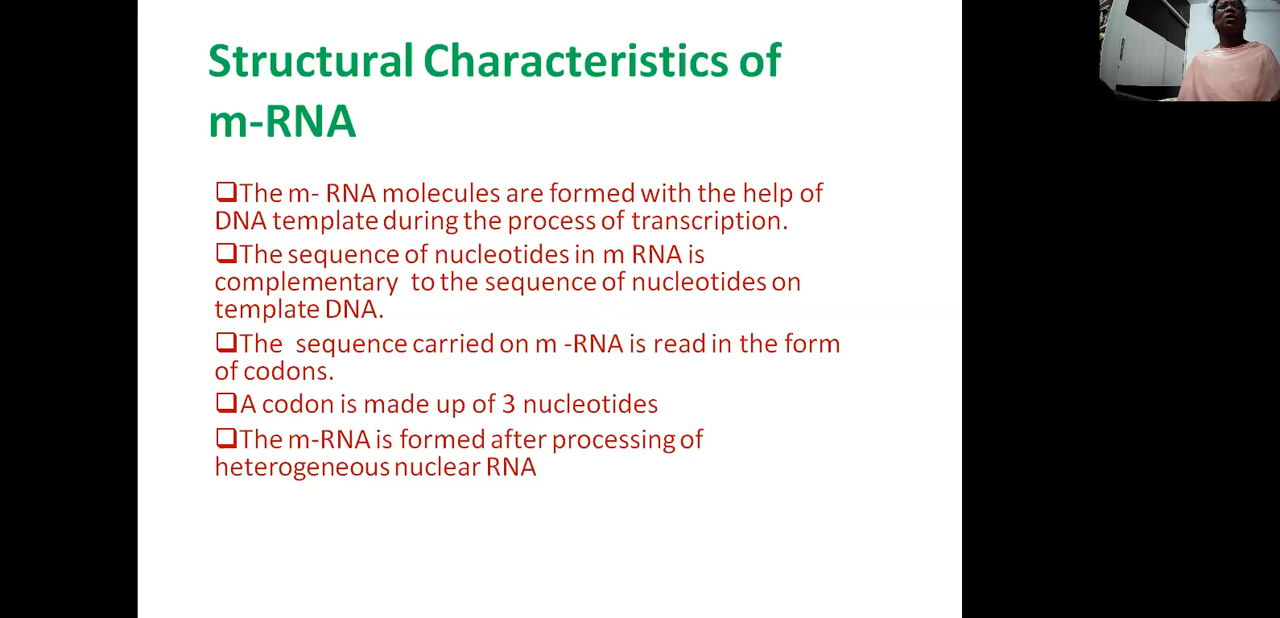 Structural Characteristics of
m-RNA
❑The m- RNA molecules are formed with the help of
DNA template during the process of transcription.
❑The sequence of nucleotides in m RNA is
complementary  to the sequence of nucleotides on
template DNA.
❑The  sequence carried on m -RNA is read in the form
of codons.
❑A codon is made up of 3 nucleotides
❑The m-RNA is formed after processing of
heterogeneous nuclear RNA